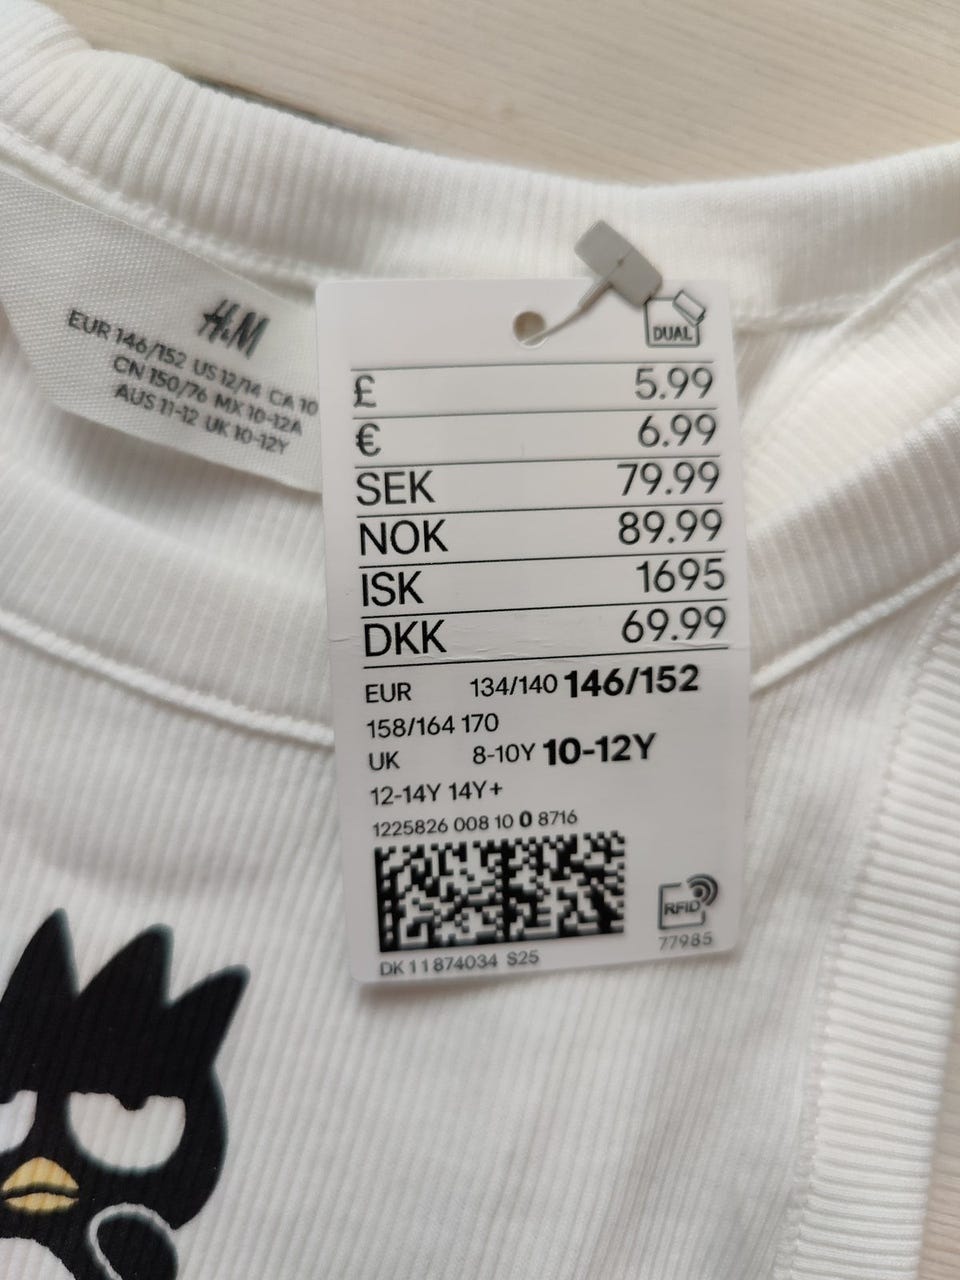 H&M
EUR 146/152 US 12/14 CA 10
CN 150/76 MX 10-12A
AUS 11-12 UK 10-12Y
DUAL
£ 5.99
€ 6.99
SEK 79.99
NOK 89.99
ISK 1695
DKK 69.99
EUR 134/140 146/152
158/164 170
UK 8-10Y 10-12Y
12-14Y 14Y+
1225826 008 10 0 8716
RFID
77985
DK 11874034 S25